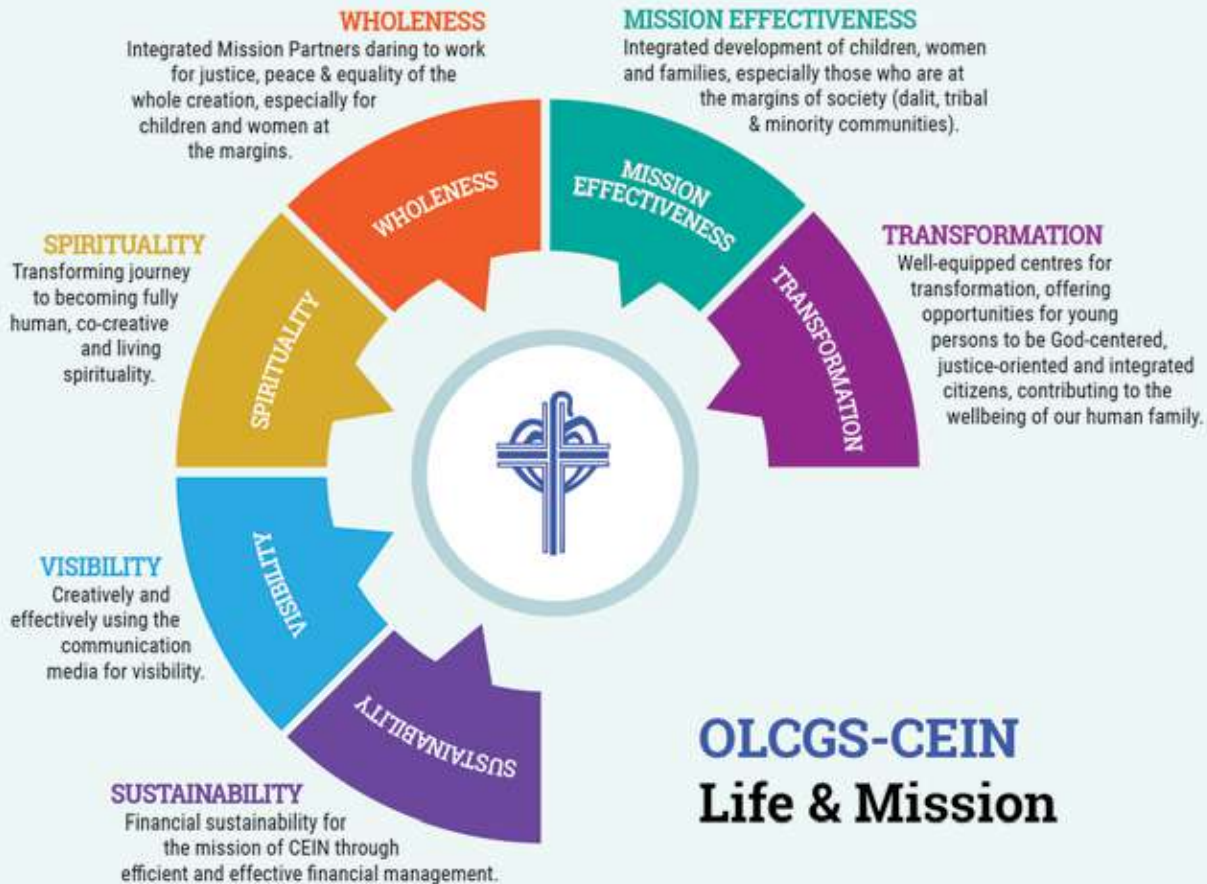 WHOLENESS
Integrated Mission Partners daring to work
for justice, peace & equality of the
whole creation, especially for
children and women at
the margins.
MISSION EFFECTIVENESS
Integrated development of children, women
and families, especially those who are at
the margins of society (dalit, tribal
& minority communities).
WHOLENESS
MISSION
EFFECTIVENESS
SPIRITUALITY
Transforming journey
to becoming fully
human, co-creative
and living
spirituality.
SPIRITUALITY
TRANSFORMATION
TRANSFORMATION
Well-equipped centres for
transformation, offering
opportunities for young
persons to be God-centered,
justice-oriented and integrated
citizens, contributing to the
wellbeing of our human family.
VISIBILITY
Creatively and
effectively using the
communication
media for visibility.
VISIBILITY
SUSTAINABILITY
SUSTAINABILITY
Financial sustainability for
the mission of CEIN through
efficient and effective financial management.
OLCGS-CEIN
Life & Mission